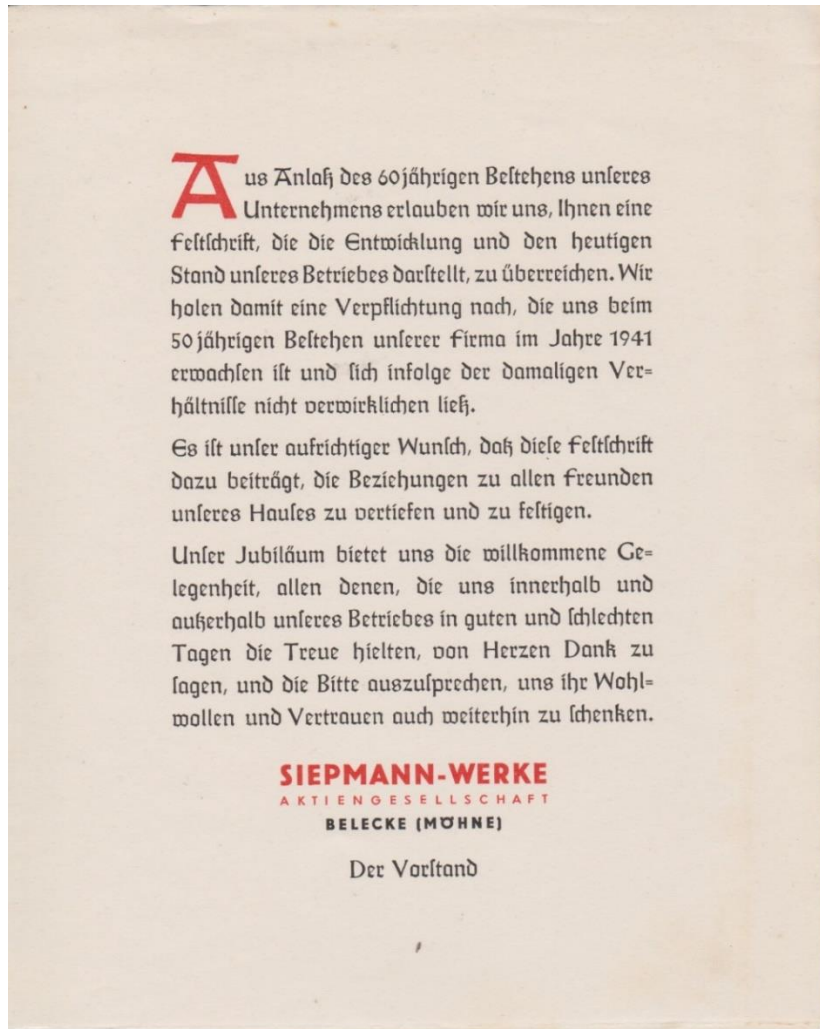 Aus Anlaß des 60jährigen Bestehens unseres
Unternehmens erlauben wir uns, Ihnen eine
Festschrift, die die Entwicklung und den heutigen
Stand unseres Betriebes darstellt, zu überreichen. Wir
holen damit eine Verpflichtung nach, die uns beim
50jährigen Bestehen unserer Firma im Jahre 1941
erwachsen ist und sich infolge der damaligen Ver=
hältnisse nicht verwirklichen ließ.
Es ist unser aufrichtiger Wunsch, daß diese Festschrift
dazu beiträgt, die Beziehungen zu allen Freunden
unseres Hauses zu vertiefen und zu festigen.
Unser Jubiläum bietet uns die willkommene Ge=
legenheit, allen denen, die uns innerhalb und
außerhalb unseres Betriebes in guten und schlechten
Tagen die Treue hielten, von Herzen Dank zu
sagen, und die Bitte auszusprechen, uns ihr Wohl=
wollen und Vertrauen auch weiterhin zu schenken.
SIEPMANN-WERKE
AKTIENGESELLSCHAFT
BELECKE (MÖHNE)
Der Vorstand